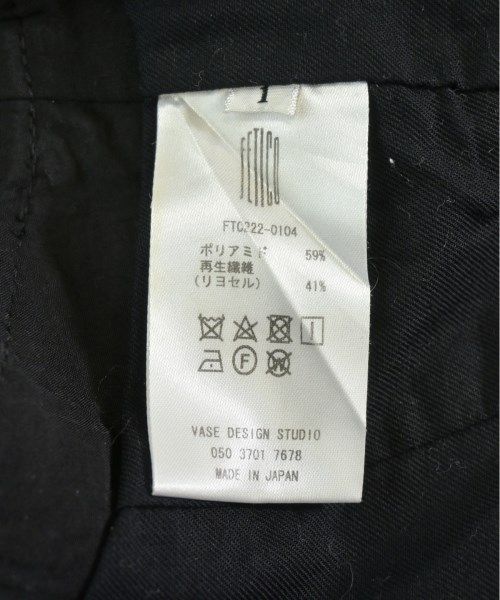 1
FETICO
FTC222-0104
ポリアミド 59%
再生繊維
(リヨセル) 41%
F W
VASE DESIGN STUDIO
050 3701 7678
MADE IN JAPAN